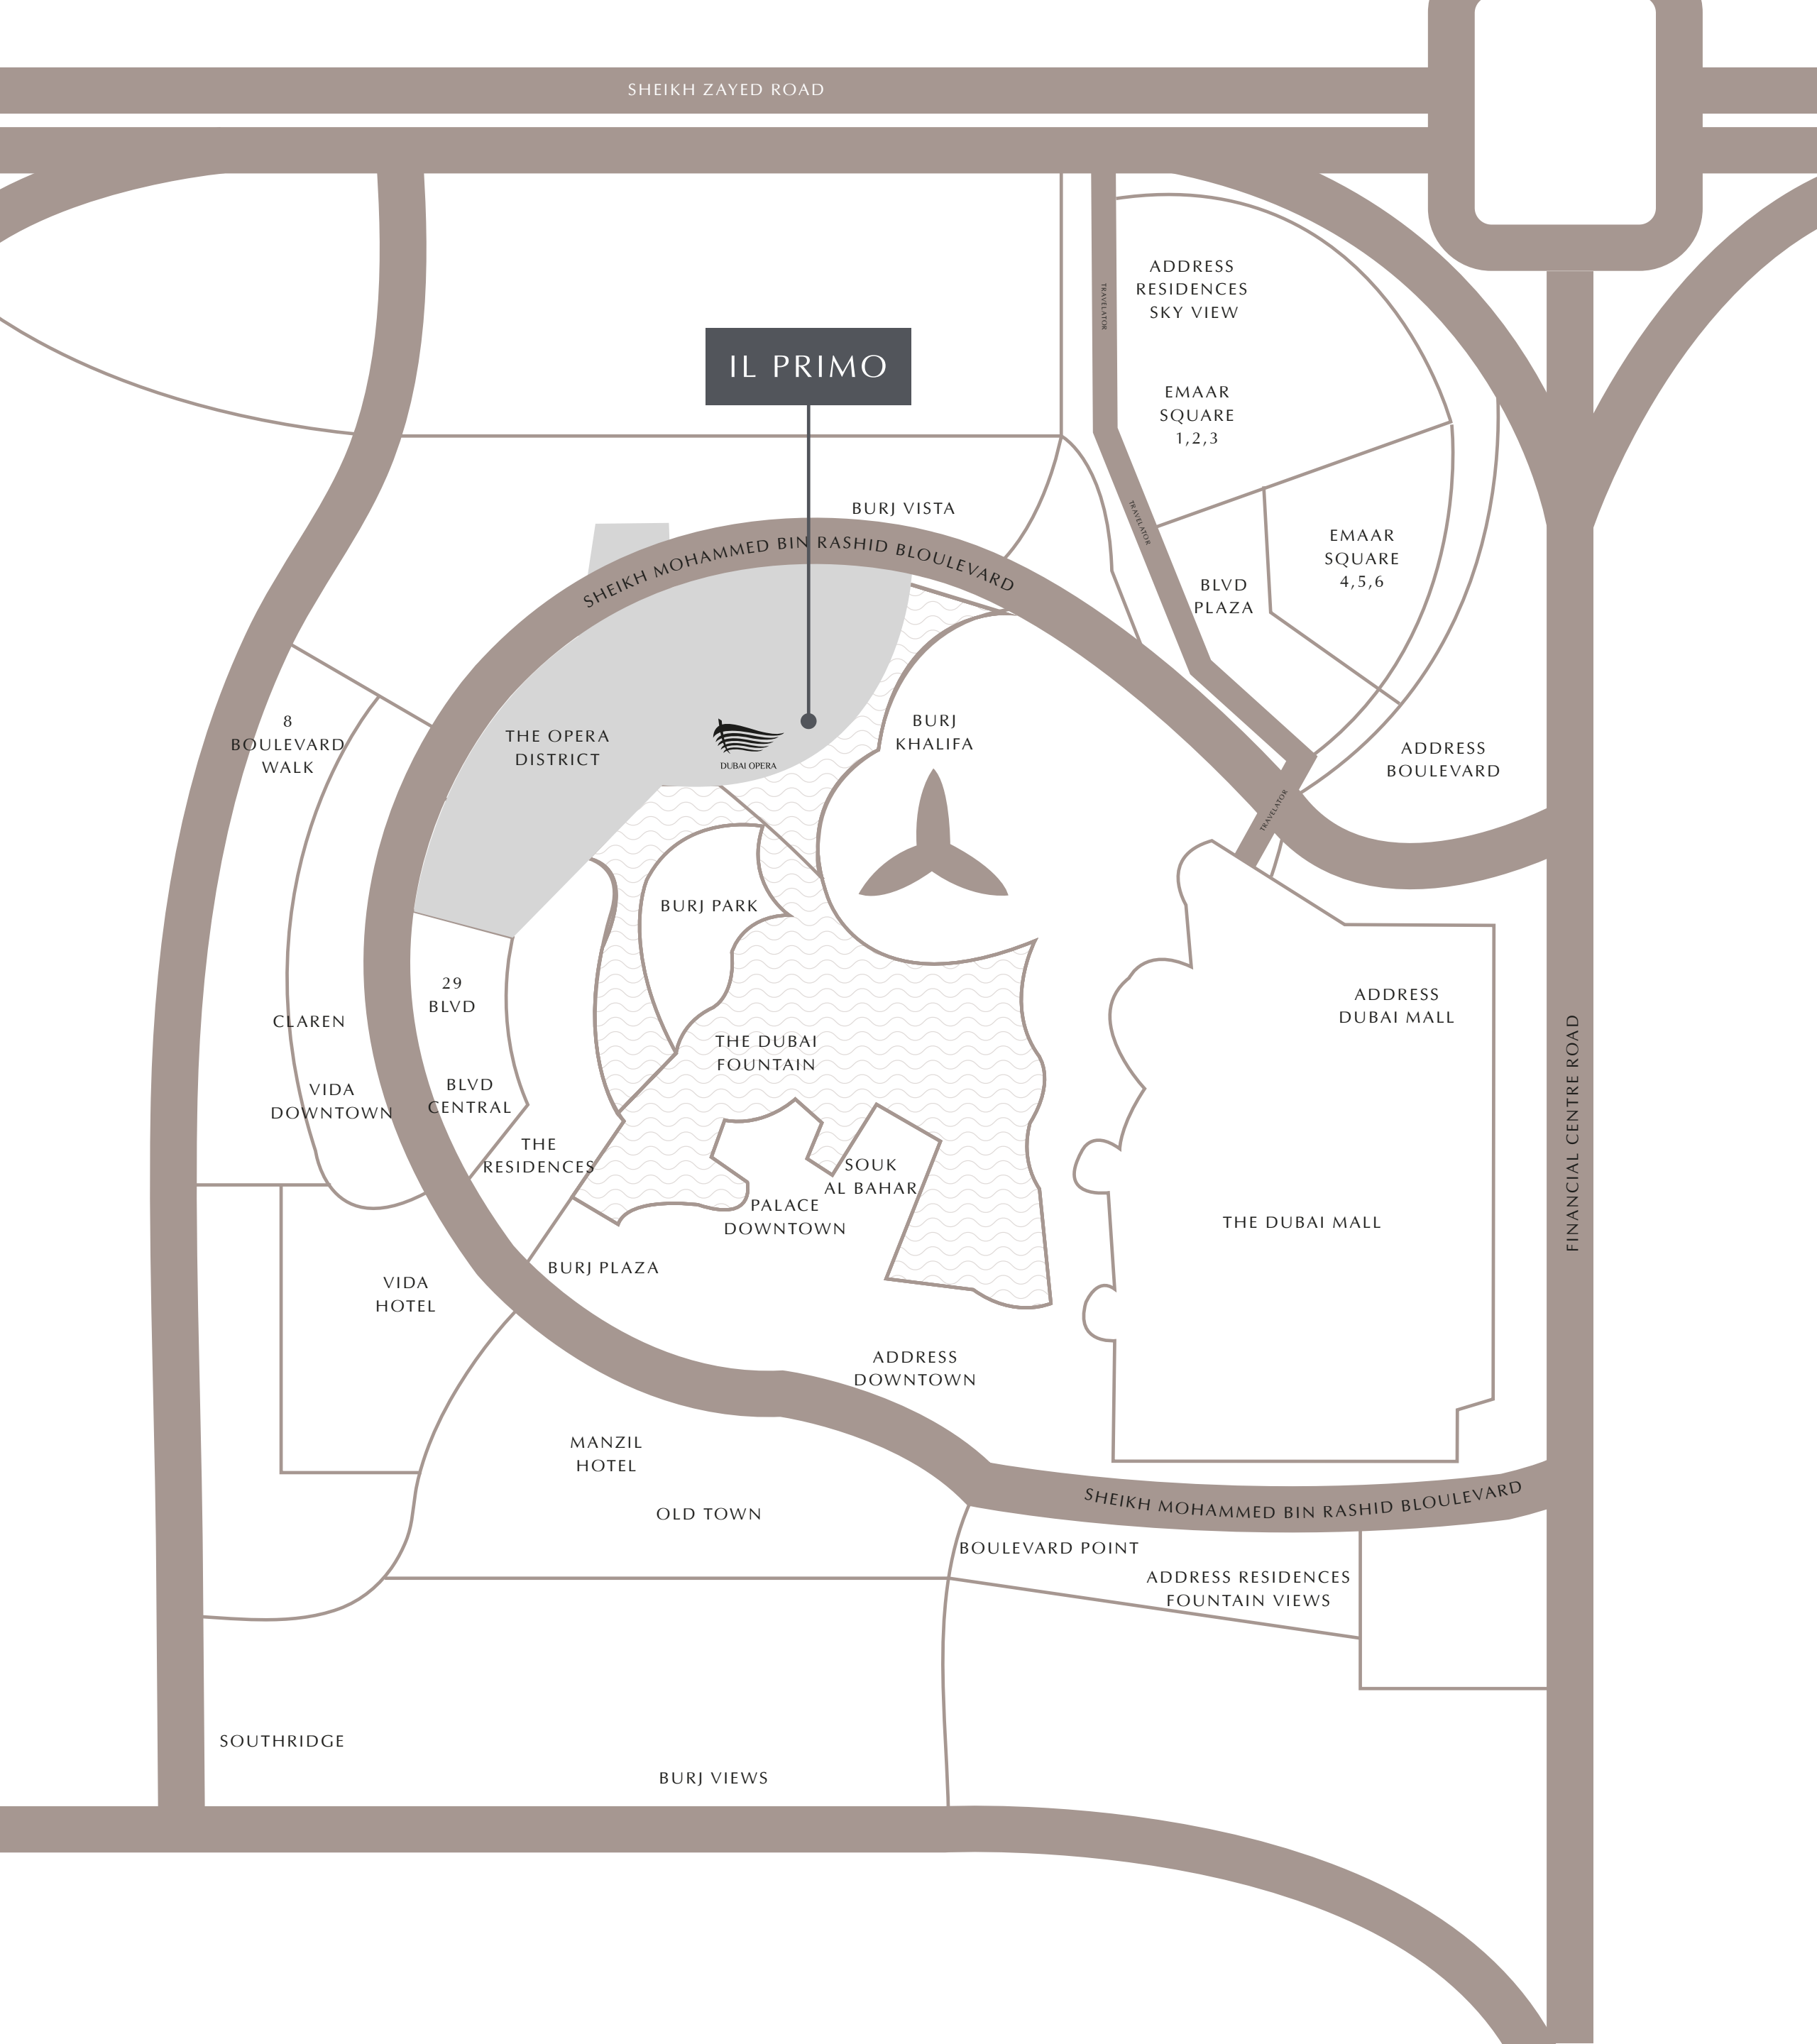 SHEIKH ZAYED ROAD
ADDRESS
RESIDENCES
SKY VIEW
TRAVELATOR
IL PRIMO
EMAAR
SQUARE
1,2,3
BURJ VISTA
TRAVELATOR
SHEIKH MOHAMMED BIN RASHID BLOULEVARD
EMAAR
SQUARE
4,5,6
BLVD
PLAZA
8
BOULEVARD
WALK
THE OPERA
DISTRICT
DUBAI OPERA
BURJ
KHALIFA
ADDRESS
BOULEVARD
TRAVELATOR
BURJ PARK
29
BLVD
CLAREN
ADDRESS
DUBAI MALL
THE DUBAI
FOUNTAIN
FINANCIAL CENTRE ROAD
VIDA
DOWNTOWN
BLVD
CENTRAL
THE
RESIDENCES
SOUK
AL BAHAR
PALACE
DOWNTOWN
THE DUBAI MALL
BURJ PLAZA
VIDA
HOTEL
ADDRESS
DOWNTOWN
MANZIL
HOTEL
OLD TOWN
SHEIKH MOHAMMED BIN RASHID BLOULEVARD
BOULEVARD POINT
ADDRESS RESIDENCES
FOUNTAIN VIEWS
SOUTHRIDGE
BURJ VIEWS